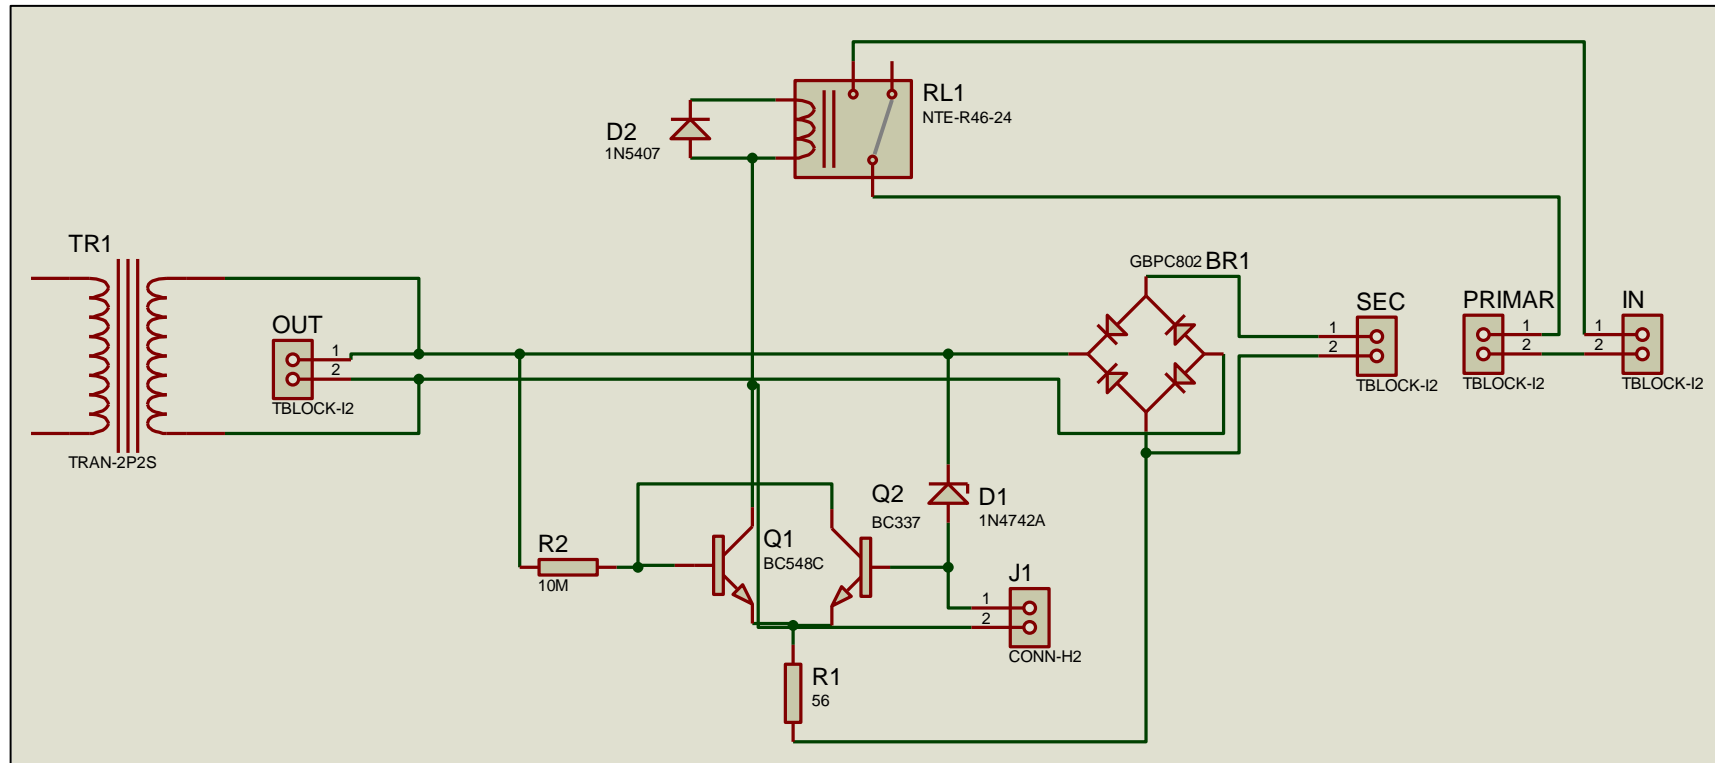 RL1
NTE-R46-24
D2
1N5407
TR1
TRAN-2P2S
OUT
1
2
TBLOCK-I2
GBPC802 BR1
SEC
1
2
TBLOCK-I2
PRIMAR
1
2
TBLOCK-I2
IN
1
2
TBLOCK-I2
R2
10M
Q1
BC548C
Q2
BC337
D1
1N4742A
J1
1
2
CONN-H2
R1
56